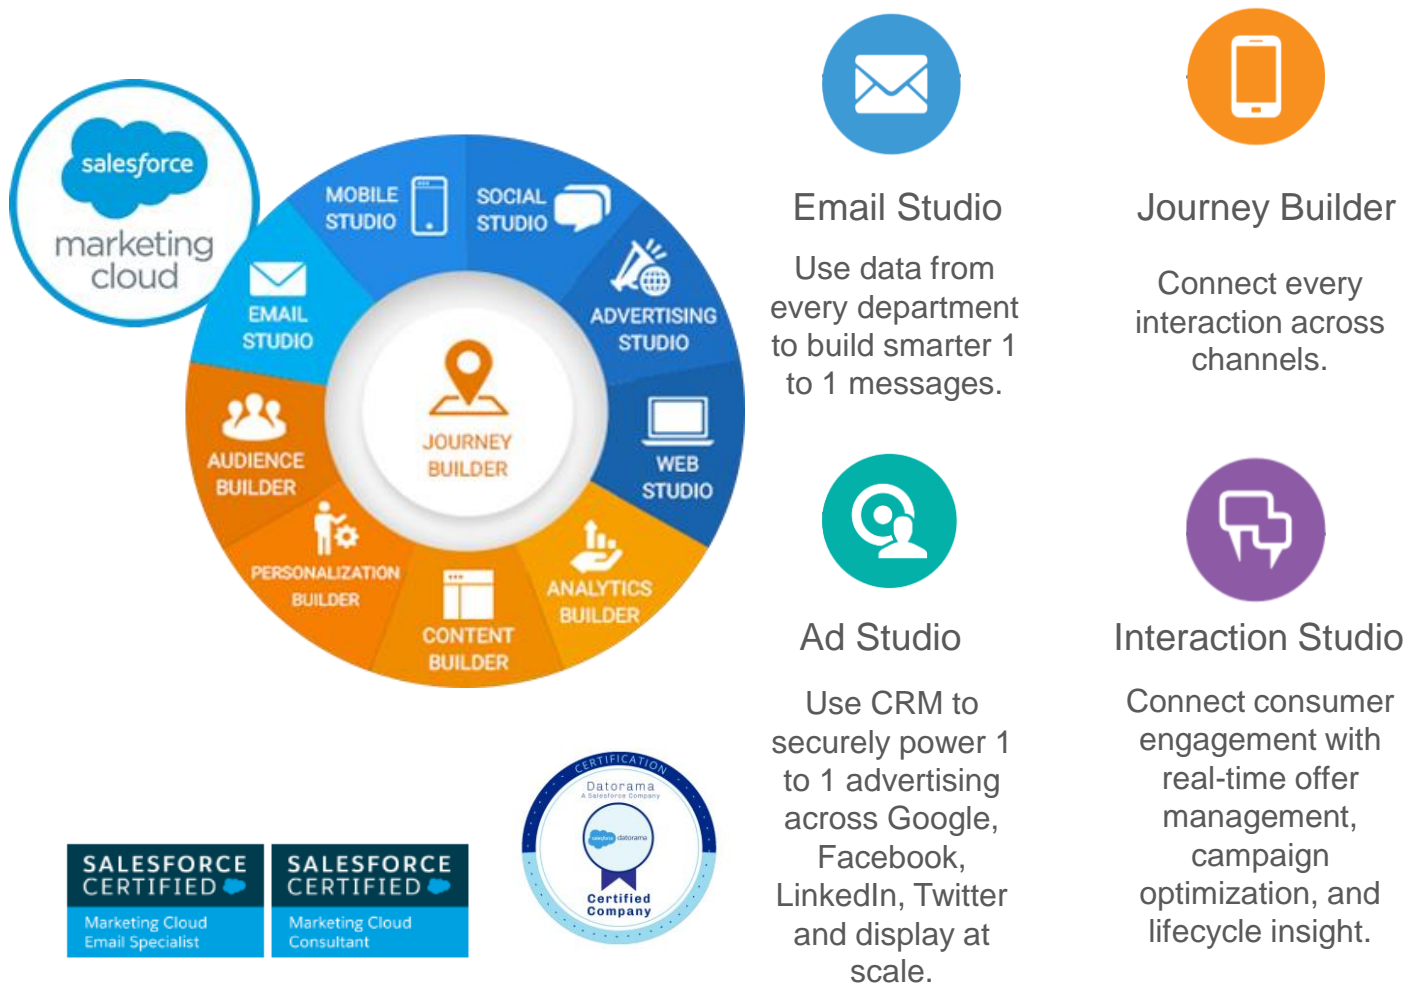 salesforce
marketing
cloud
MOBILE
STUDIO
SOCIAL
STUDIO
ADVERTISING
STUDIO
WEB
STUDIO
ANALYTICS
BUILDER
CONTENT
BUILDER
PERSONALIZATION
BUILDER
AUDIENCE
BUILDER
EMAIL
STUDIO
JOURNEY
BUILDER
Email Studio
Use data from
every department
to build smarter 1
to 1 messages.
Journey Builder
Connect every
interaction across
channels.
Ad Studio
Use CRM to
securely power 1
to 1 advertising
across Google,
Facebook,
LinkedIn, Twitter
and display at
scale.
Interaction Studio
Connect consumer
engagement with
real-time offer
management,
campaign
optimization, and
lifecycle insight.
SALESFORCE
CERTIFIED
Marketing Cloud
Email Specialist
SALESFORCE
CERTIFIED
Marketing Cloud
Consultant
CERTIFICATION
Datorama
A Salesforce Company
salesforce datorama
Certified
Company